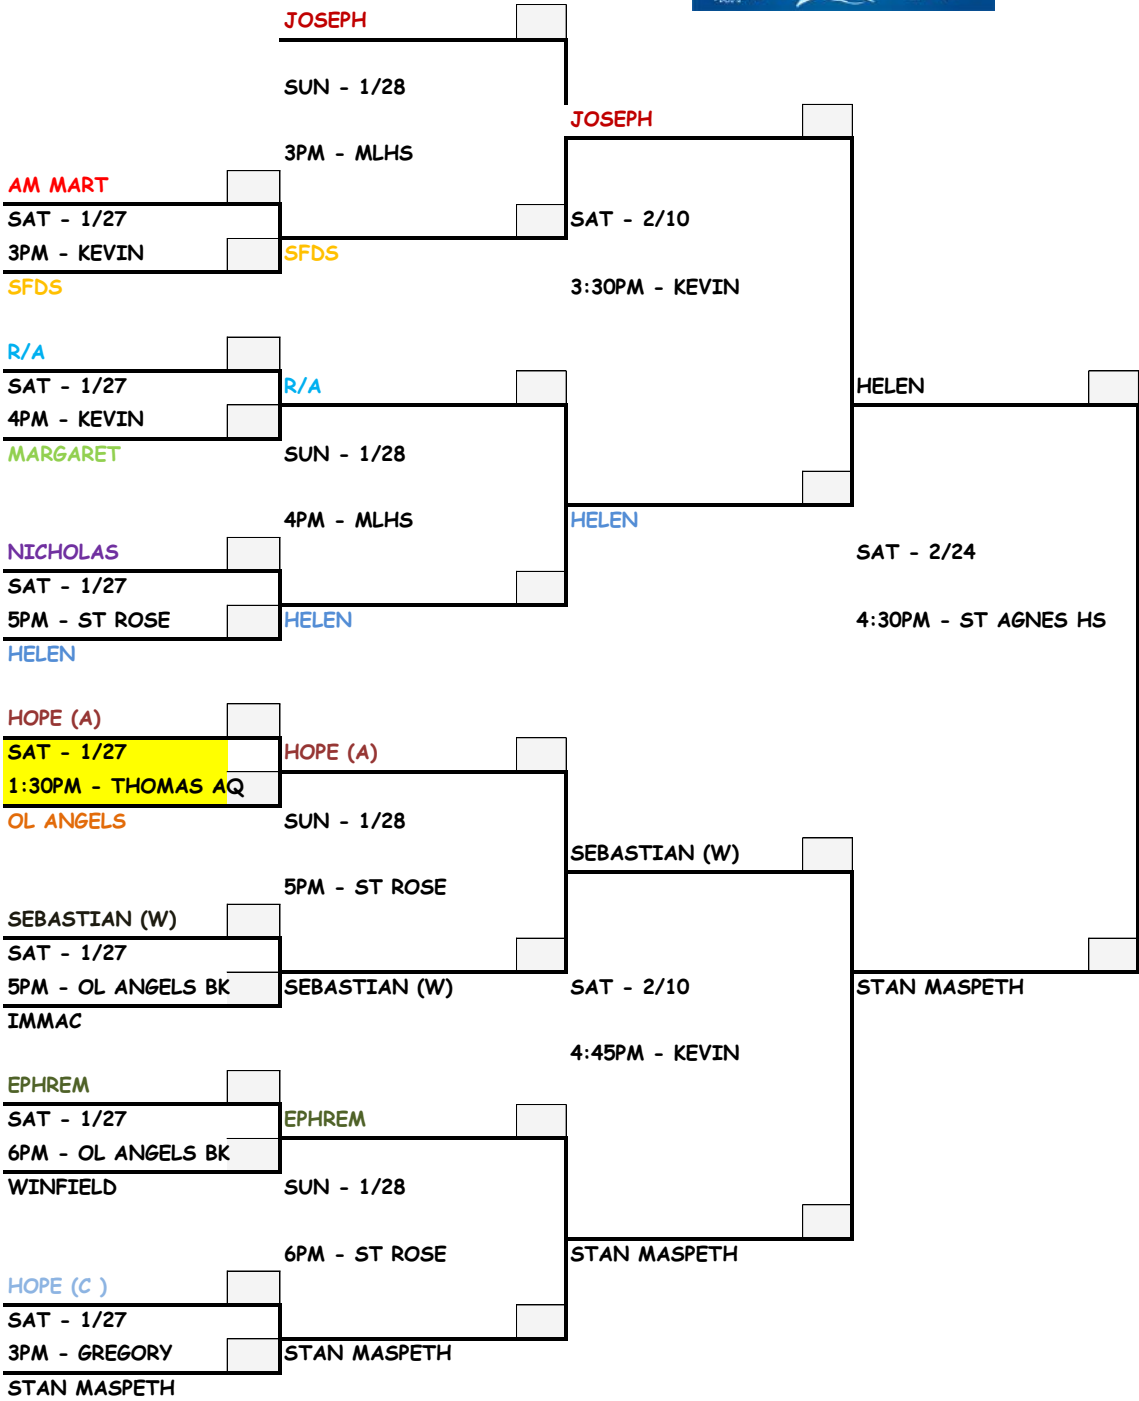 JOSEPH
SUN - 1/28
3PM - MLHS
AM MART
SAT - 1/27
3PM - KEVIN
SFDS
SFDS
JOSEPH
SAT - 2/10
3:30PM - KEVIN
R/A
SAT - 1/27
4PM - KEVIN
MARGARET
R/A
SUN - 1/28
4PM - MLHS
NICHOLAS
SAT - 1/27
5PM - ST ROSE
HELEN
HELEN
HELEN
HELEN
SAT - 2/24
4:30PM - ST AGNES HS
HOPE (A)
SAT - 1/27
1:30PM - THOMAS AQ
OL ANGELS
HOPE (A)
SUN - 1/28
5PM - ST ROSE
SEBASTIAN (W)
SAT - 1/27
5PM - OL ANGELS BK
IMMAC
SEBASTIAN (W)
SEBASTIAN (W)
SAT - 2/10
4:45PM - KEVIN
STAN MASPETH
EPHREM
SAT - 1/27
6PM - OL ANGELS BK
WINFIELD
EPHREM
SUN - 1/28
6PM - ST ROSE
STAN MASPETH
HOPE (C )
SAT - 1/27
3PM - GREGORY
STAN MASPETH
STAN MASPETH